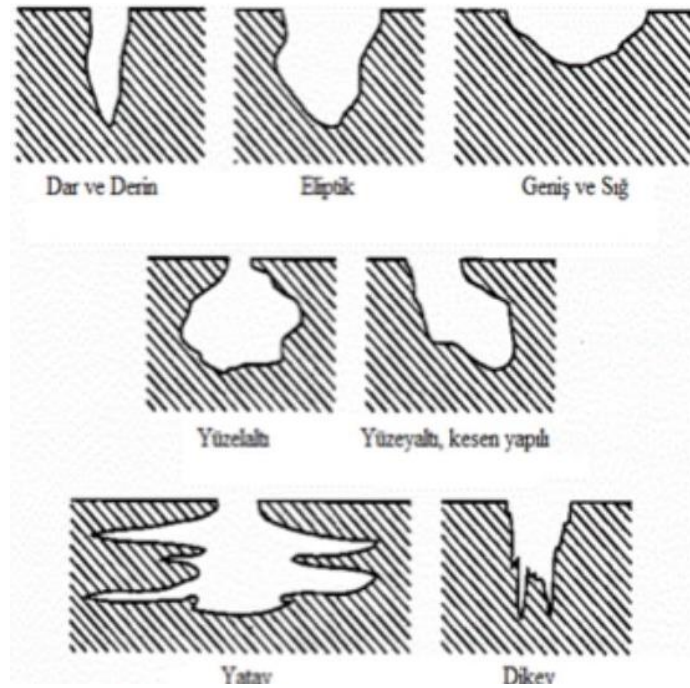 Dar ve Derin
Eliptik
Geniş ve Sığ
Yüzelaltı
Yüzeyaltı, kesen yapılı
Yatay
Dikey